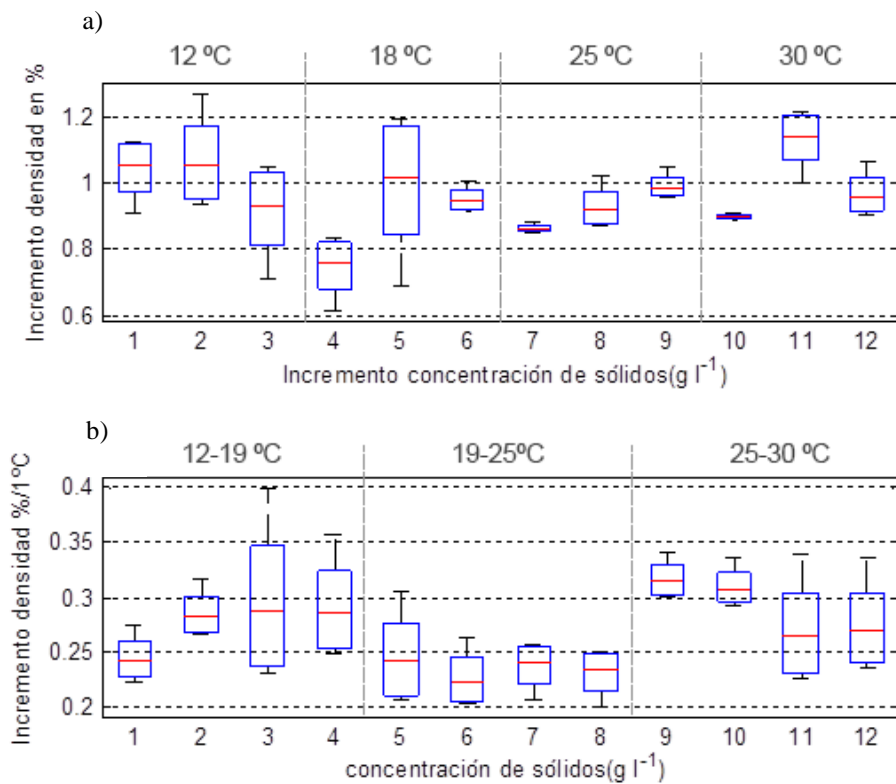 a)
12 ºC 18 ºC 25 ºC 30 ºC
Incremento densidad en %
1.2
1
0.8
0.6
1 2 3 4 5 6 7 8 9 10 11 12
Incremento concentración de sólidos(g l⁻¹)
b)
12-19 ºC 19-25ºC 25-30 ºC
Incremento densidad %/1ºC
0.4
0.35
0.3
0.25
0.2
1 2 3 4 5 6 7 8 9 10 11 12
concentración de sólidos(g l⁻¹)